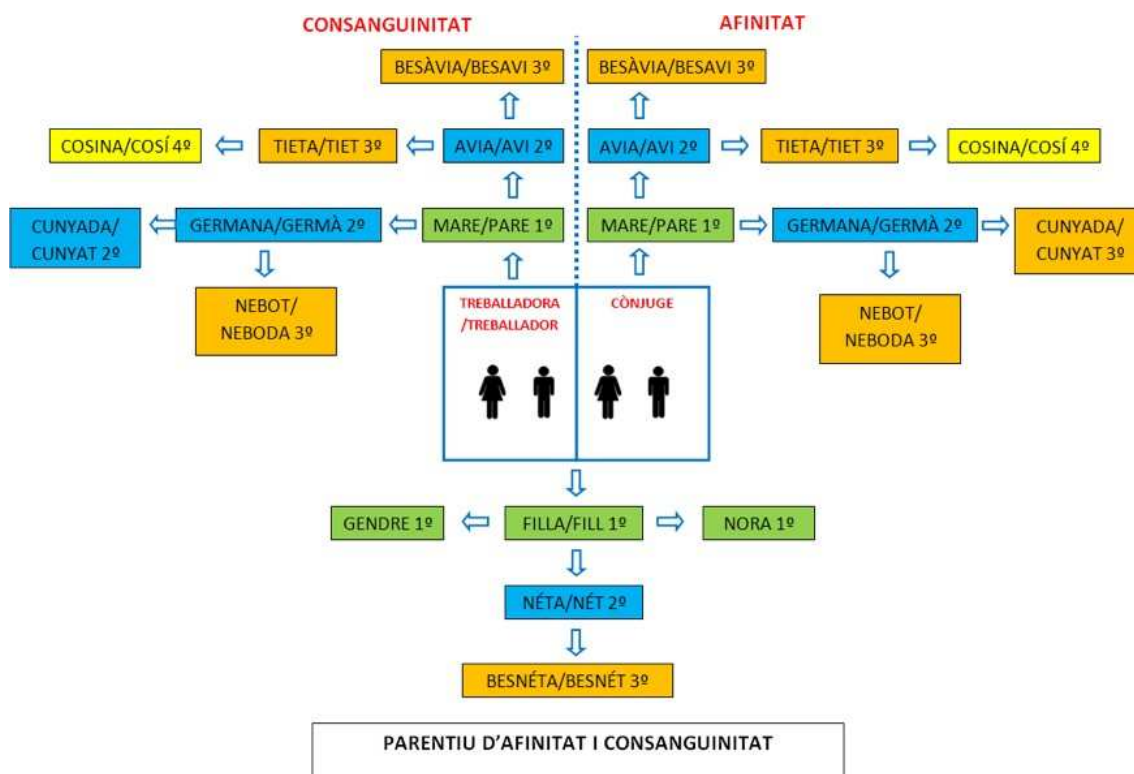 CONSANGUINITAT
AFINITAT
BESÀVIA/BESAVI 3º
BESÀVIA/BESAVI 3º
COSINA/COSÍ 4º
TIETA/TIET 3º
AVIA/AVI 2º
AVIA/AVI 2º
TIETA/TIET 3º
COSINA/COSÍ 4º
CUNYADA/
CUNYAT 2º
GERMANA/GERMÀ 2º
MARE/PARE 1º
MARE/PARE 1º
GERMANA/GERMÀ 2º
CUNYADA/
CUNYAT 3º
NEBOT/
NEBODA 3º
TREBALLADORA
/TREBALLADOR
CÒNJUGE
NEBOT/
NEBODA 3º
GENDRE 1º
FILLA/FILL 1º
NORA 1º
NÉTA/NÉT 2º
BESNÉTA/BESNÉT 3º
PARENTIU D'AFINITAT I CONSANGUINITAT